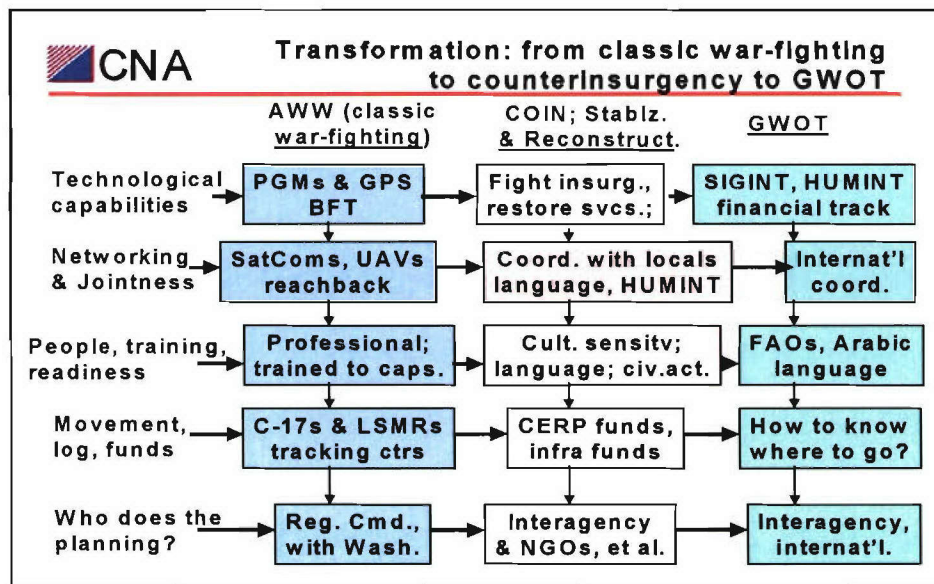 CNA
Transformation: from classic war-fighting
to counterinsurgency to GWOT
AWW (classic
war-fighting)
COIN; Stablz.
& Reconstruct.
GWOT
Technological
capabilities
PGMs & GPS
BFT
Fight insurg.,
restore svcs.;
SIGINT, HUMINT
financial track
Networking
& Jointness
SatComs, UAVs
reachback
Coord. with locals
language, HUMINT
Internat'l
coord.
People, training,
readiness
Professional;
trained to caps.
Cult. sensitv;
language; civ.act.
FAOs, Arabic
language
Movement,
log, funds
C-17s & LSMRs
tracking ctrs
CERP funds,
infra funds
How to know
where to go?
Who does the
planning?
Reg. Cmd.,
with Wash.
Interagency
& NGOs, et al.
Interagency,
internat'l.